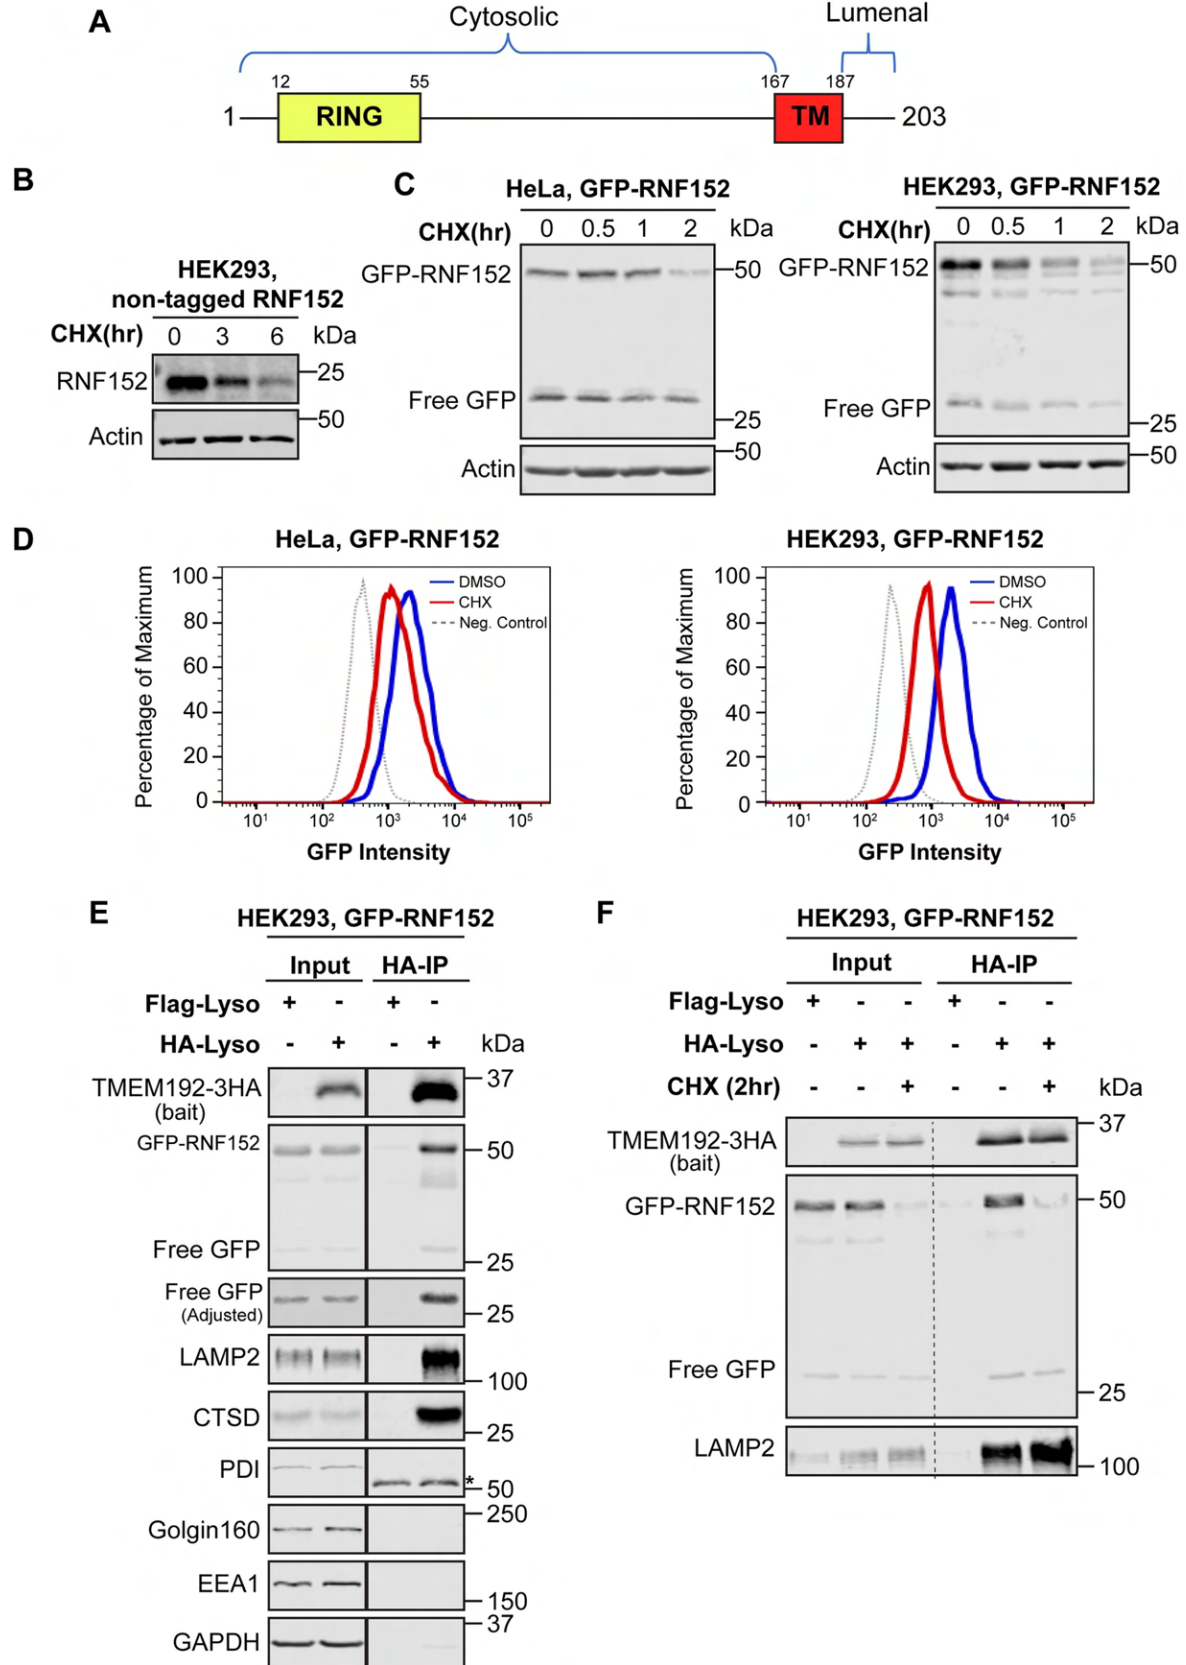 A
Cytosolic
Lumenal
12 55 167 187
1 RING TM 203
B
HEK293,
non-tagged RNF152
CHX(hr) 0 3 6 kDa
RNF152 25
50
Actin
C
HeLa, GFP-RNF152
CHX(hr) 0 0.5 1 2 kDa
GFP-RNF152 50
Free GFP
25
50
Actin
HEK293, GFP-RNF152
CHX(hr) 0 0.5 1 2 kDa
GFP-RNF152 50
Free GFP
25
50
Actin
D
HeLa, GFP-RNF152
Percentage of Maximum
100
80
60
40
20
0
DMSO
CHX
Neg. Control
10¹ 10² 10³ 10⁴ 10⁵
GFP Intensity
HEK293, GFP-RNF152
Percentage of Maximum
100
80
60
40
20
0
DMSO
CHX
Neg. Control
10¹ 10² 10³ 10⁴ 10⁵
GFP Intensity
E
HEK293, GFP-RNF152
Input HA-IP
Flag-Lyso + - + -
HA-Lyso - + - + kDa
TMEM192-3HA 37
(bait)
GFP-RNF152 50
Free GFP
25
Free GFP
(Adjusted) 25
LAMP2
100
CTSD
25
PDI *
50
250
Golgin160
EEA1
150
37
GAPDH
F
HEK293, GFP-RNF152
Input HA-IP
Flag-Lyso + - - + - -
HA-Lyso - + + - + +
CHX (2hr) - - + - - + kDa
37
TMEM192-3HA
(bait)
GFP-RNF152 50
Free GFP
25
LAMP2
100